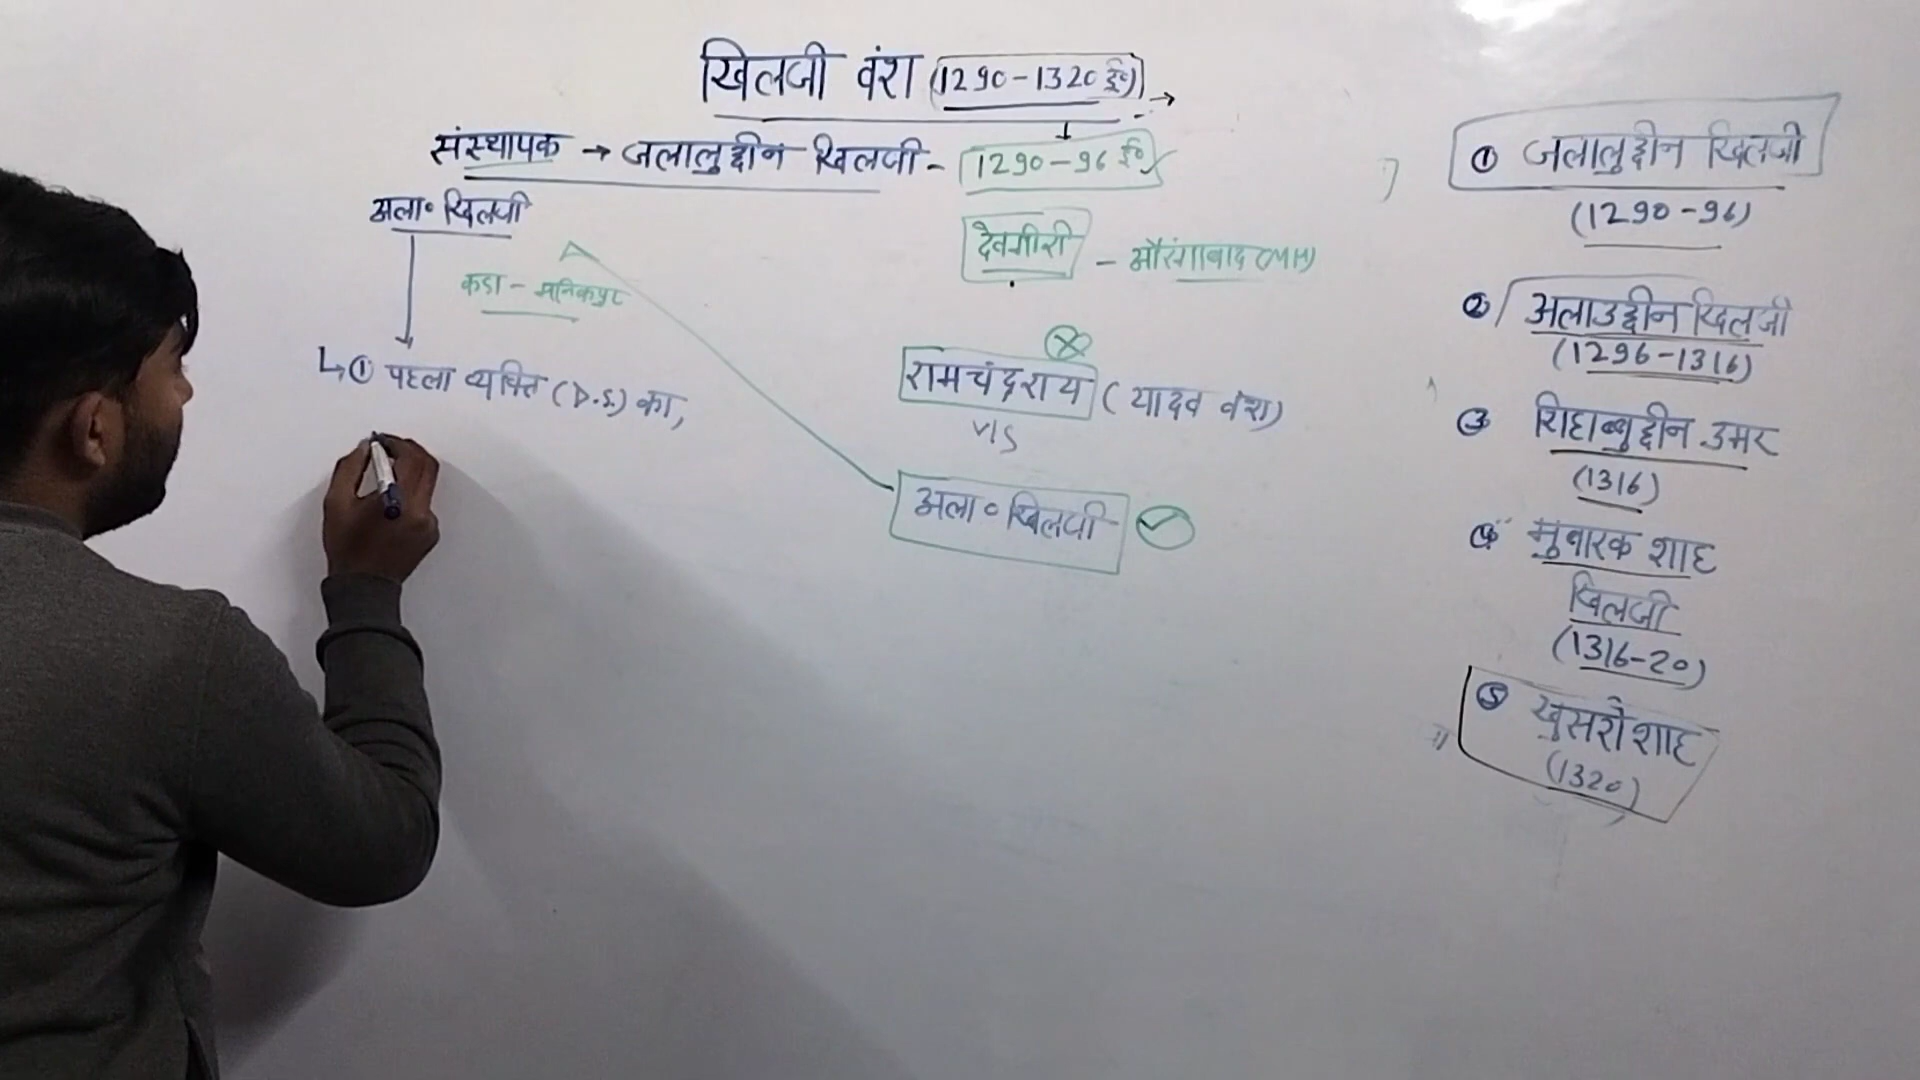 खिलजी वंश (1290-1320 ई०) →
संस्थापक → जलालुद्दीन खिलजी - 1290-96 ई०
अला० खिलजी
कडा - मनिकपुर
देवगीरी - औरंगाबाद (MH)
↳ ① पहला व्यक्ति (D.S.) का,
रामचंद्रराय (यादव वंश)
V/S
अला० खिलजी
① जलालुद्दीन खिलजी
(1290-96)
② अलाउद्दीन खिलजी
(1296-1316)
③ शिहाब्बुद्दीन उमर
(1316)
④ मुबारक शाह
खिलजी
(1316-20)
⑤ खुसरो शाह
(1320)